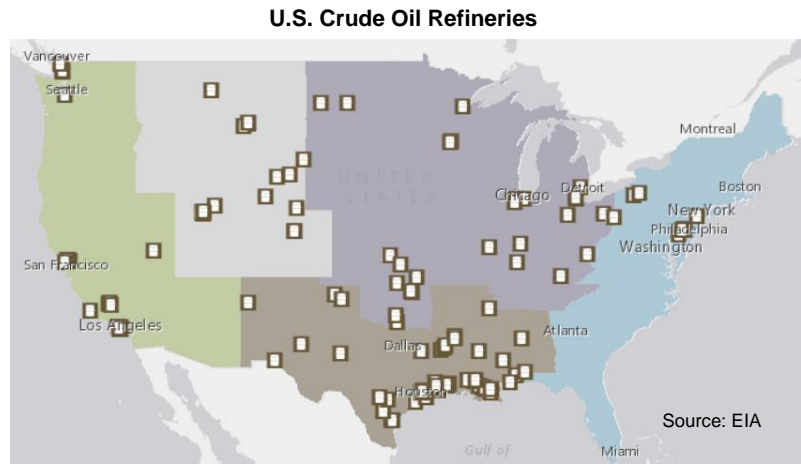 U.S. Crude Oil Refineries
Vancouver
Seattle
Montreal
UNITED
STATES
Chicago
Detroit
Boston
New York
Philadelphia
Washington
San Francisco
Los Angeles
Atlanta
Dallas
Houston
Source: EIA
Gulf of
Miami